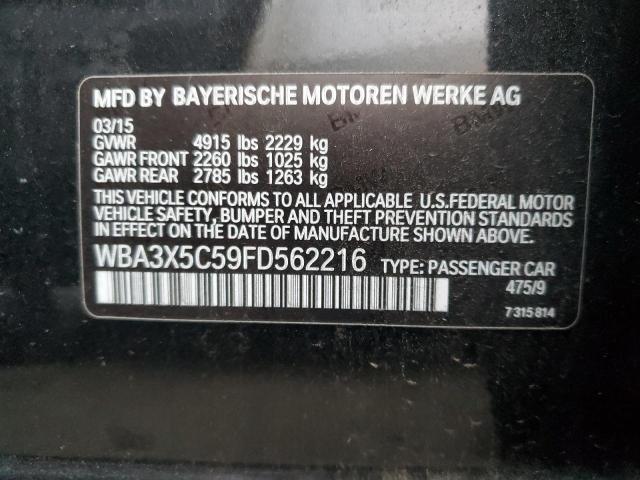 MFD BY BAYERISCHE MOTOREN WERKE AG
03/15
GVWR 4915 lbs 2229 kg
GAWR FRONT 2260 lbs 1025 kg
GAWR REAR 2785 lbs 1263 kg
THIS VEHICLE CONFORMS TO ALL APPLICABLE U.S.FEDERAL MOTOR
VEHICLE SAFETY, BUMPER AND THEFT PREVENTION STANDARDS
IN EFFECT ON THE DATE OF MANUFACTURE SHOWN ABOVE.
WBA3X5C59FD562216 TYPE: PASSENGER CAR
475/9
7 315 814